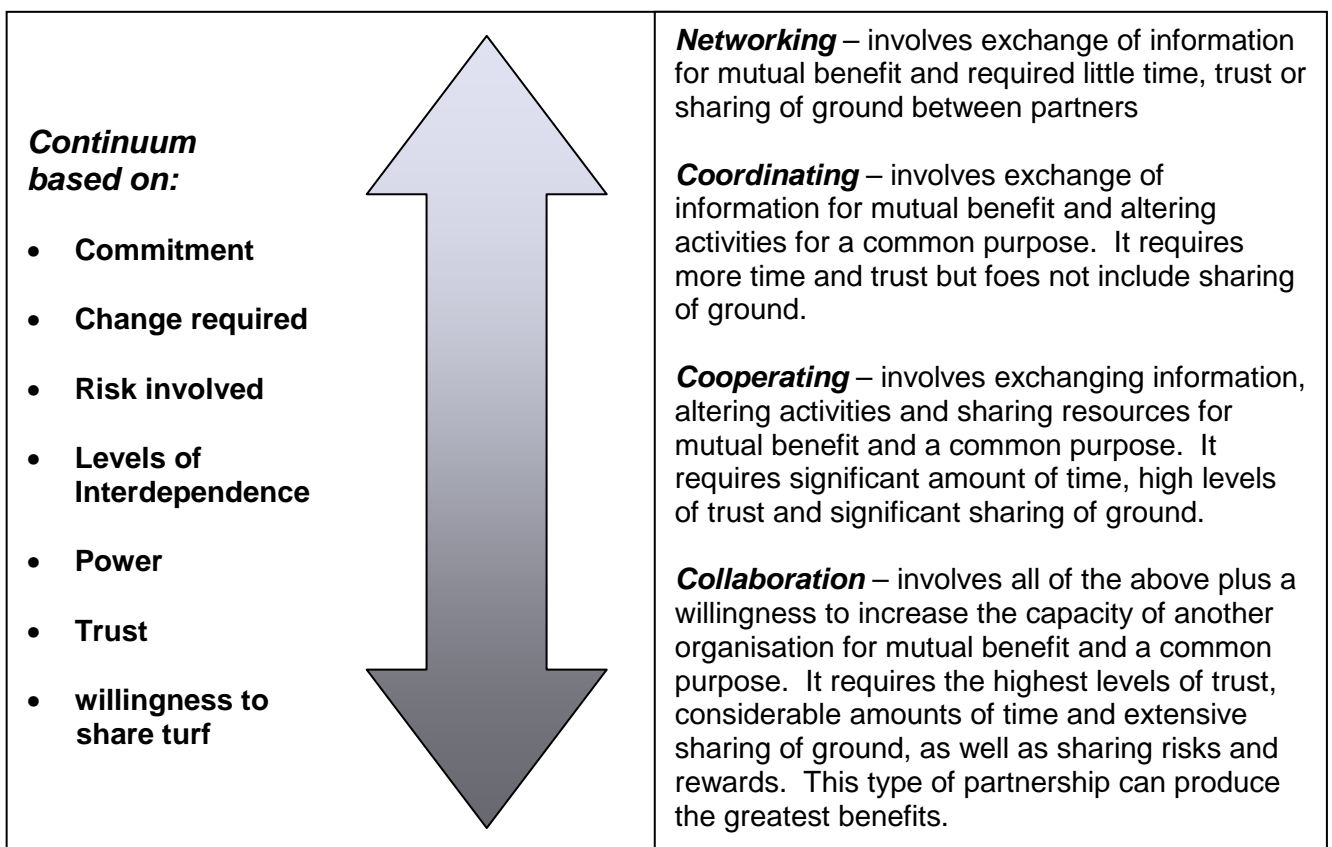 Continuum
based on:
• Commitment
• Change required
• Risk involved
• Levels of
Interdependence
• Power
• Trust
• willingness to
share turf
Networking – involves exchange of information
for mutual benefit and required little time, trust or
sharing of ground between partners
Coordinating – involves exchange of
information for mutual benefit and altering
activities for a common purpose. It requires
more time and trust but foes not include sharing
of ground.
Cooperating – involves exchanging information,
altering activities and sharing resources for
mutual benefit and a common purpose. It
requires significant amount of time, high levels
of trust and significant sharing of ground.
Collaboration – involves all of the above plus a
willingness to increase the capacity of another
organisation for mutual benefit and a common
purpose. It requires the highest levels of trust,
considerable amounts of time and extensive
sharing of ground, as well as sharing risks and
rewards. This type of partnership can produce
the greatest benefits.